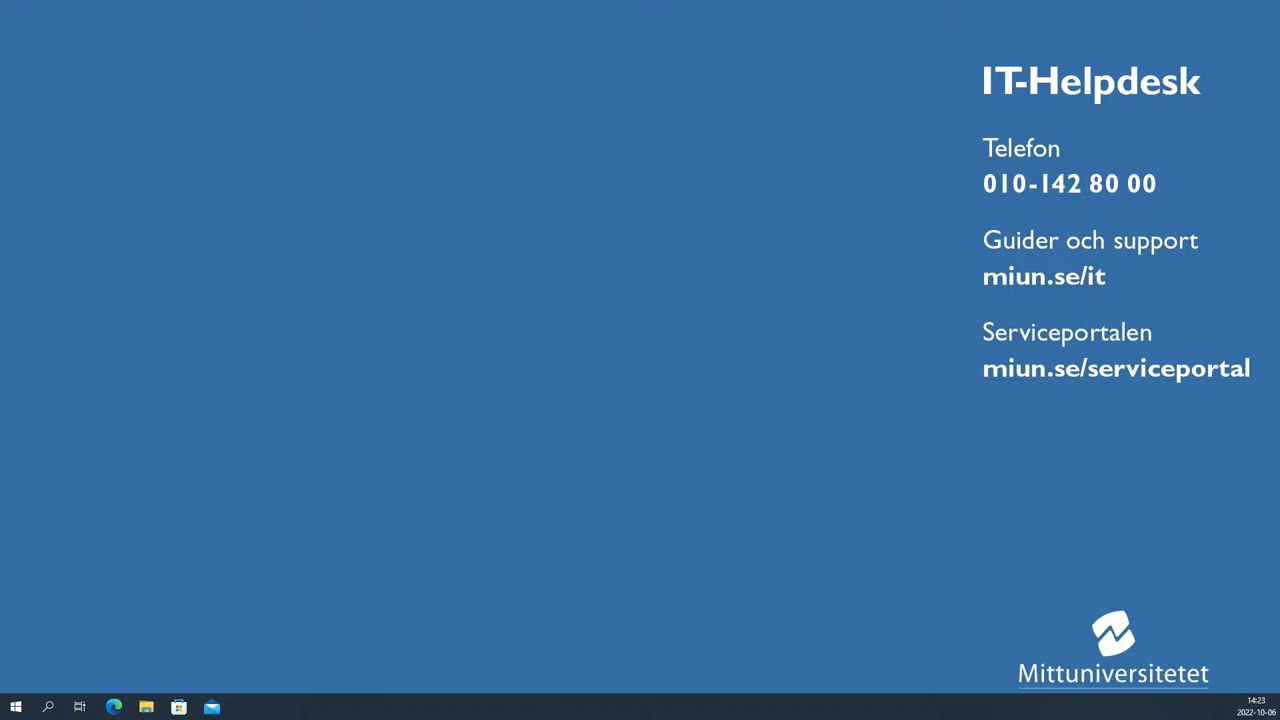 IT-Helpdesk
Telefon
010-142 80 00
Guider och support
miun.se/it
Serviceportalen
miun.se/serviceportal
Mittuniversitetet
14:23
2022-10-06